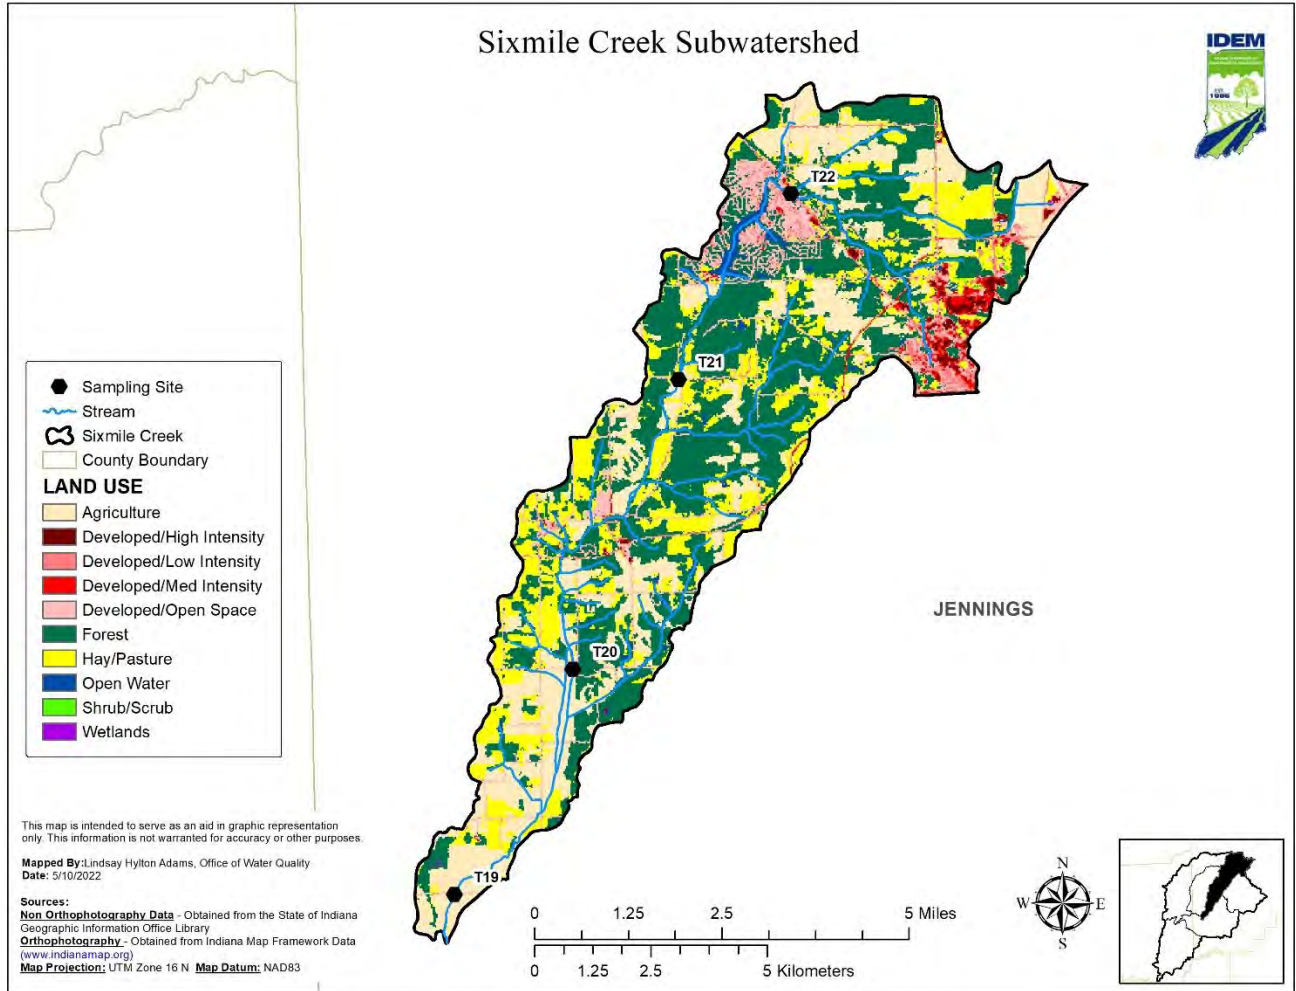 Sixmile Creek Subwatershed
IDEM
1986
T22
T21
T20
T19
JENNINGS
Sampling Site
Stream
Sixmile Creek
County Boundary
LAND USE
Agriculture
Developed/High Intensity
Developed/Low Intensity
Developed/Med Intensity
Developed/Open Space
Forest
Hay/Pasture
Open Water
Shrub/Scrub
Wetlands
This map is intended to serve as an aid in graphic representation
only. This information is not warranted for accuracy or other purposes.
Mapped By:Lindsay Hylton Adams, Office of Water Quality
Date: 5/10/2022
Sources:
Non Orthophotography Data - Obtained from the State of Indiana
Geographic Information Office Library
Orthophotography - Obtained from Indiana Map Framework Data
(www.indianamap.org)
Map Projection: UTM Zone 16 N Map Datum: NAD83
0 1.25 2.5 5 Miles
0 1.25 2.5 5 Kilometers
N
W E
S